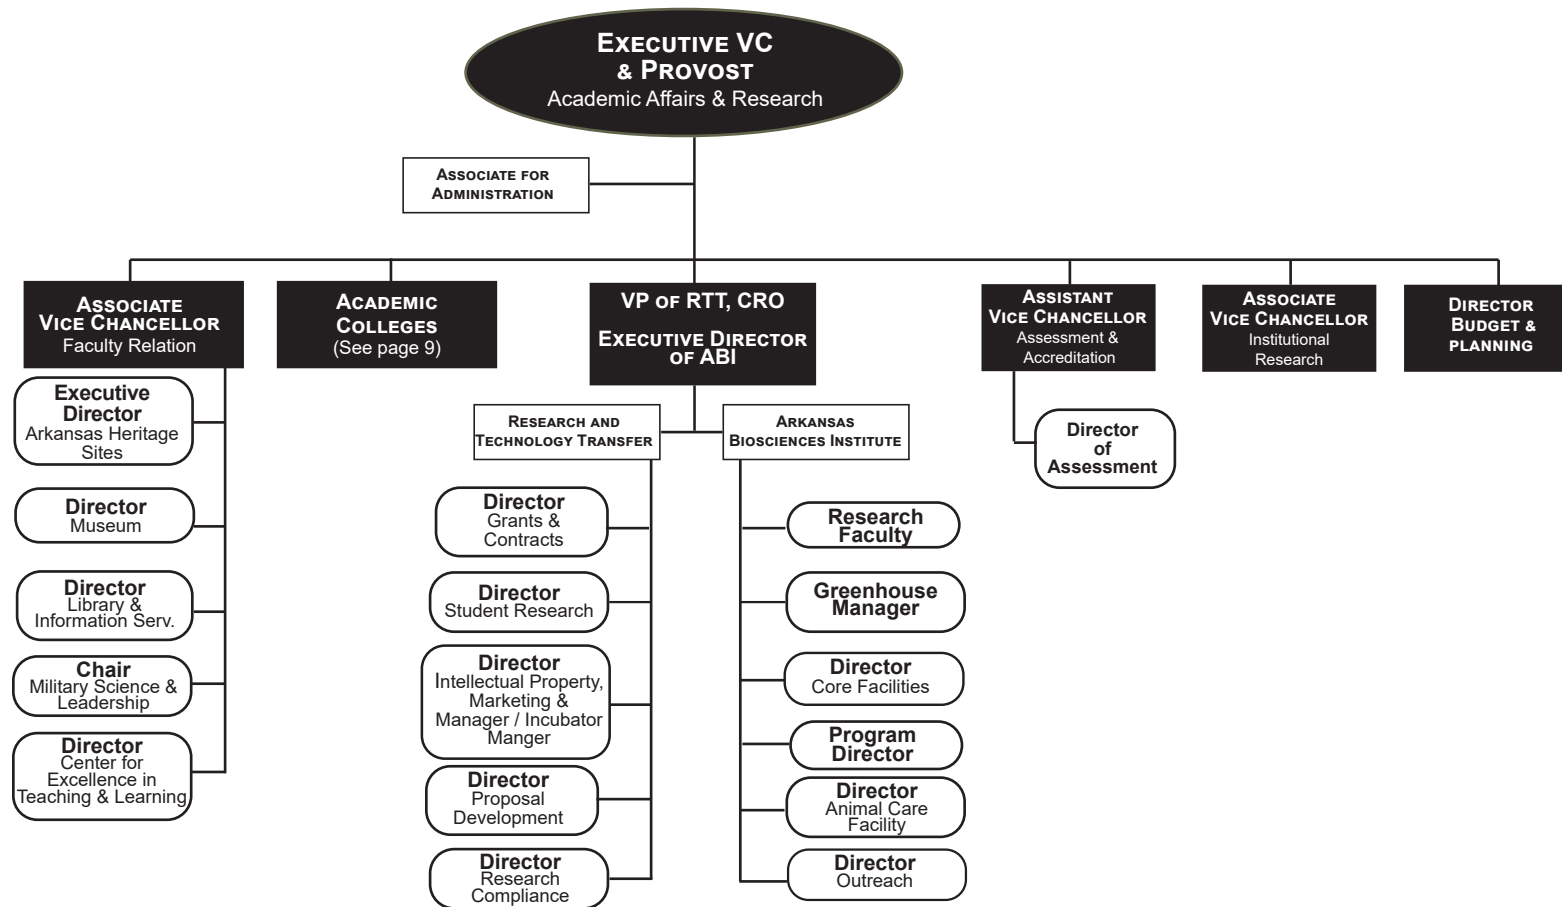 EXECUTIVE VC
& PROVOST
Academic Affairs & Research
ASSOCIATE FOR
ADMINISTRATION
ASSOCIATE
VICE CHANCELLOR
Faculty Relation
ACADEMIC
COLLEGES
(See page 9)
VP OF RTT, CRO
EXECUTIVE DIRECTOR
OF ABI
ASSISTANT
VICE CHANCELLOR
Assessment &
Accreditation
ASSOCIATE
VICE CHANCELLOR
Institutional
Research
DIRECTOR
BUDGET &
PLANNING
Executive
Director
Arkansas Heritage
Sites
Director
Museum
Director
Library &
Information Serv.
Chair
Military Science &
Leadership
Director
Center for
Excellence in
Teaching & Learning
RESEARCH AND
TECHNOLOGY TRANSFER
Director
Grants &
Contracts
Director
Student Research
Director
Intellectual Property,
Marketing &
Manager / Incubator
Manger
Director
Proposal
Development
Director
Research
Compliance
ARKANSAS
BIOSCIENCES INSTITUTE
Research
Faculty
Greenhouse
Manager
Director
Core Facilities
Program
Director
Director
Animal Care
Facility
Director
Outreach
Director
of
Assessment